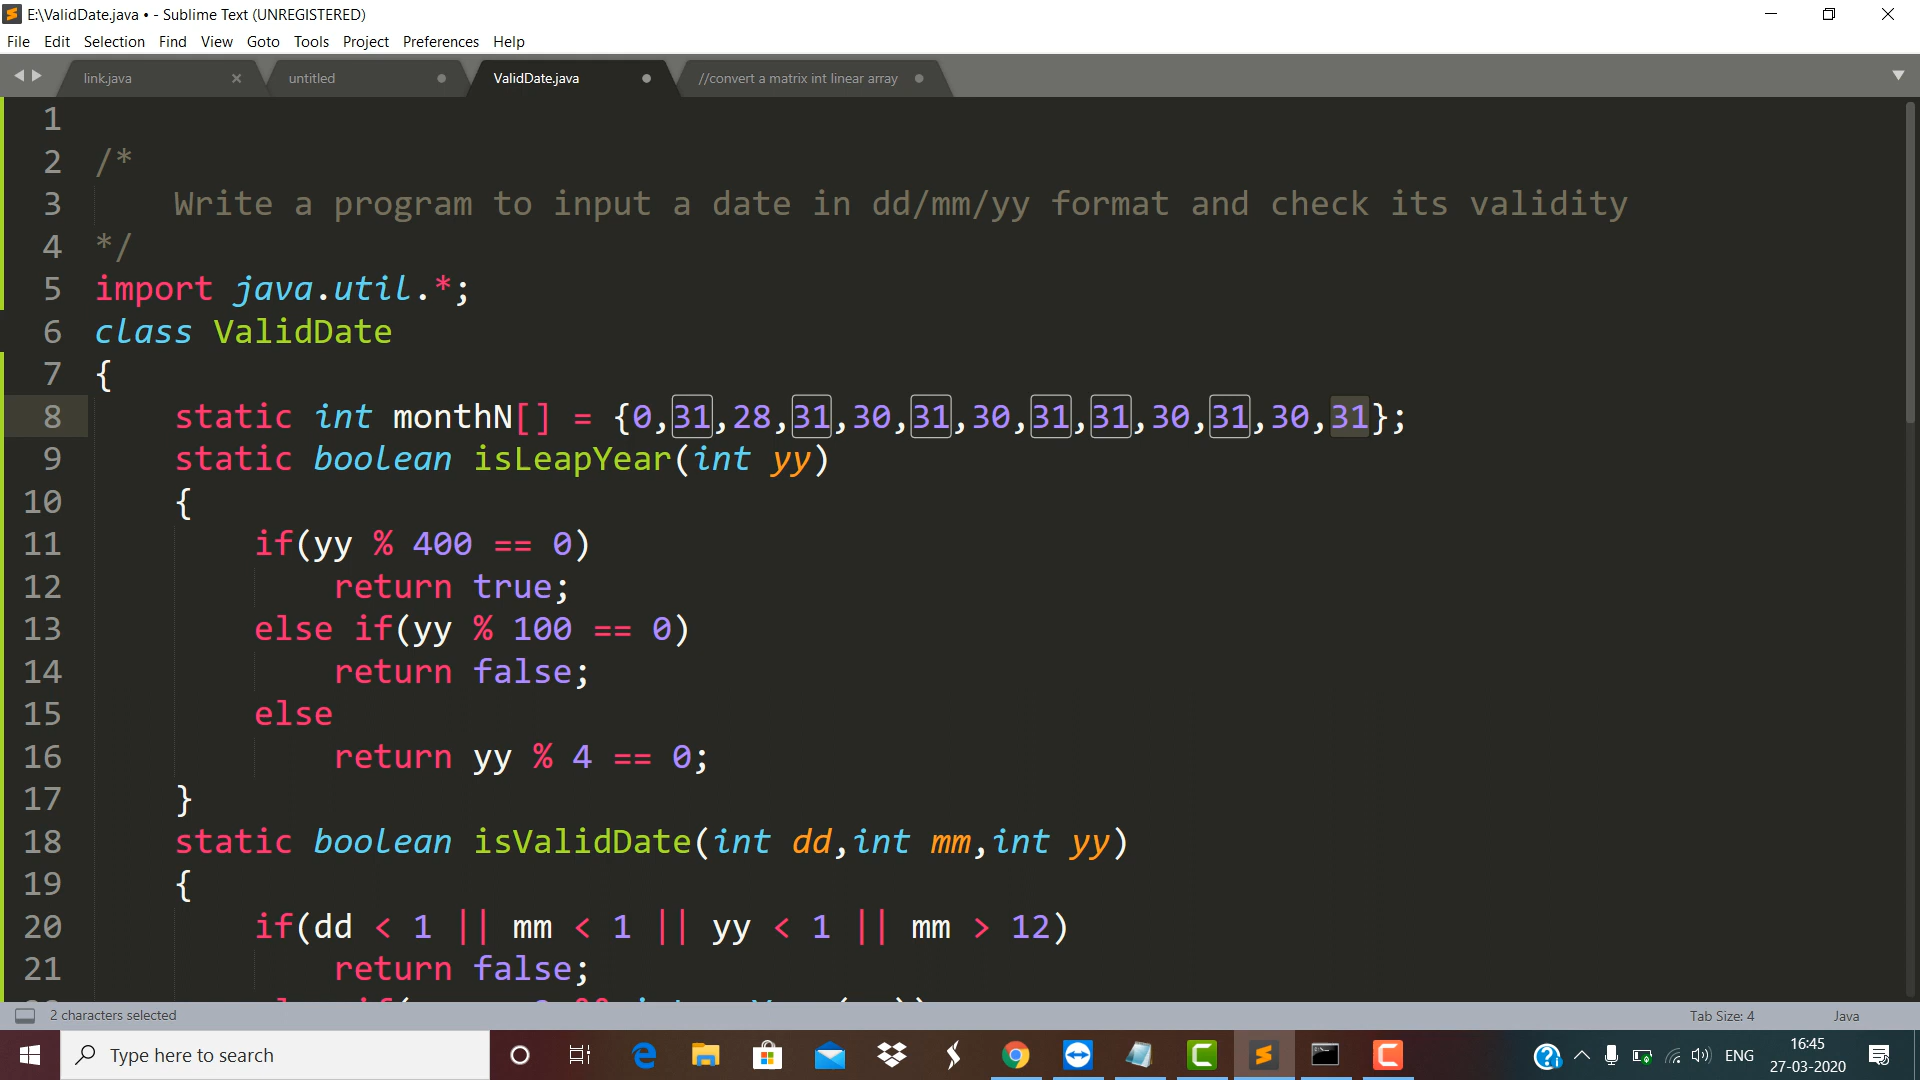 E:\ValidDate.java • - Sublime Text (UNREGISTERED)
File Edit Selection Find View Goto Tools Project Preferences Help
link.java untitled ValidDate.java //convert a matrix int linear array
1
2 /*
3 Write a program to input a date in dd/mm/yy format and check its validity
4 */
5 import java.util.*;
6 class ValidDate
7 {
8 static int monthN[] = {0,31,28,31,30,31,30,31,31,30,31,30,31};
9 static boolean isLeapYear(int yy)
10 {
11 if(yy % 400 == 0)
12 return true;
13 else if(yy % 100 == 0)
14 return false;
15 else
16 return yy % 4 == 0;
17 }
18 static boolean isValidDate(int dd,int mm,int yy)
19 {
20 if(dd < 1 || mm < 1 || yy < 1 || mm > 12)
21 return false;
2 characters selected Tab Size: 4 Java
Type here to search ENG 16:45
27-03-2020